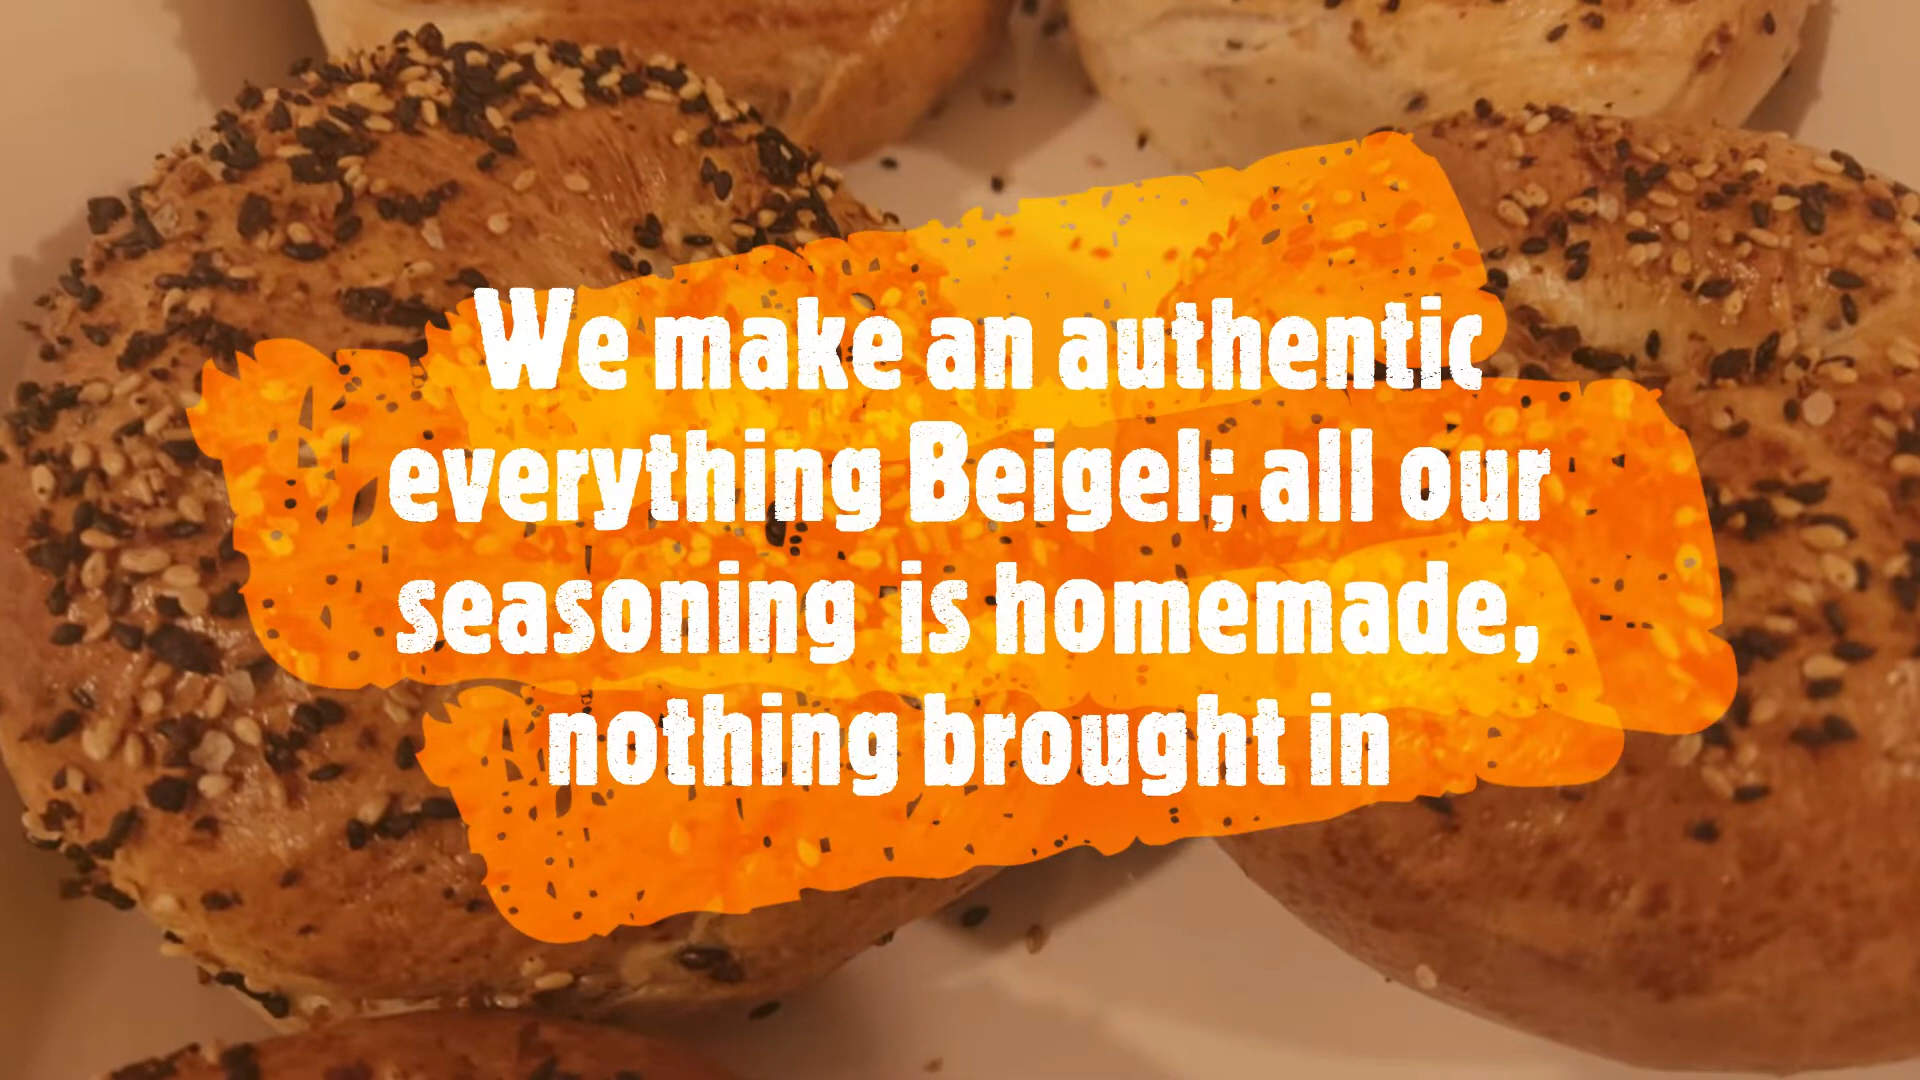 We make an authentic
everything Beigel; all our
seasoning is homemade,
nothing brought in